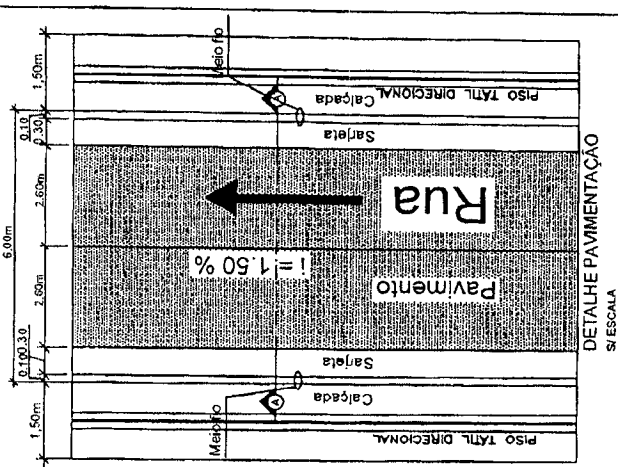 Meio fio
1,50m
PISO TÁTIL DIRECIONAL
Calçada
A
0.10
0.30
Sarjeta
2,60m
Rua
6,00m
i = 1.50 %
2,60m
Pavimento
0.10
0.30
Sarjeta
Calçada
A
1,50m
Meio fio
PISO TÁTIL DIRECIONAL
DETALHE PAVIMENTAÇÃO
S/ ESCALA